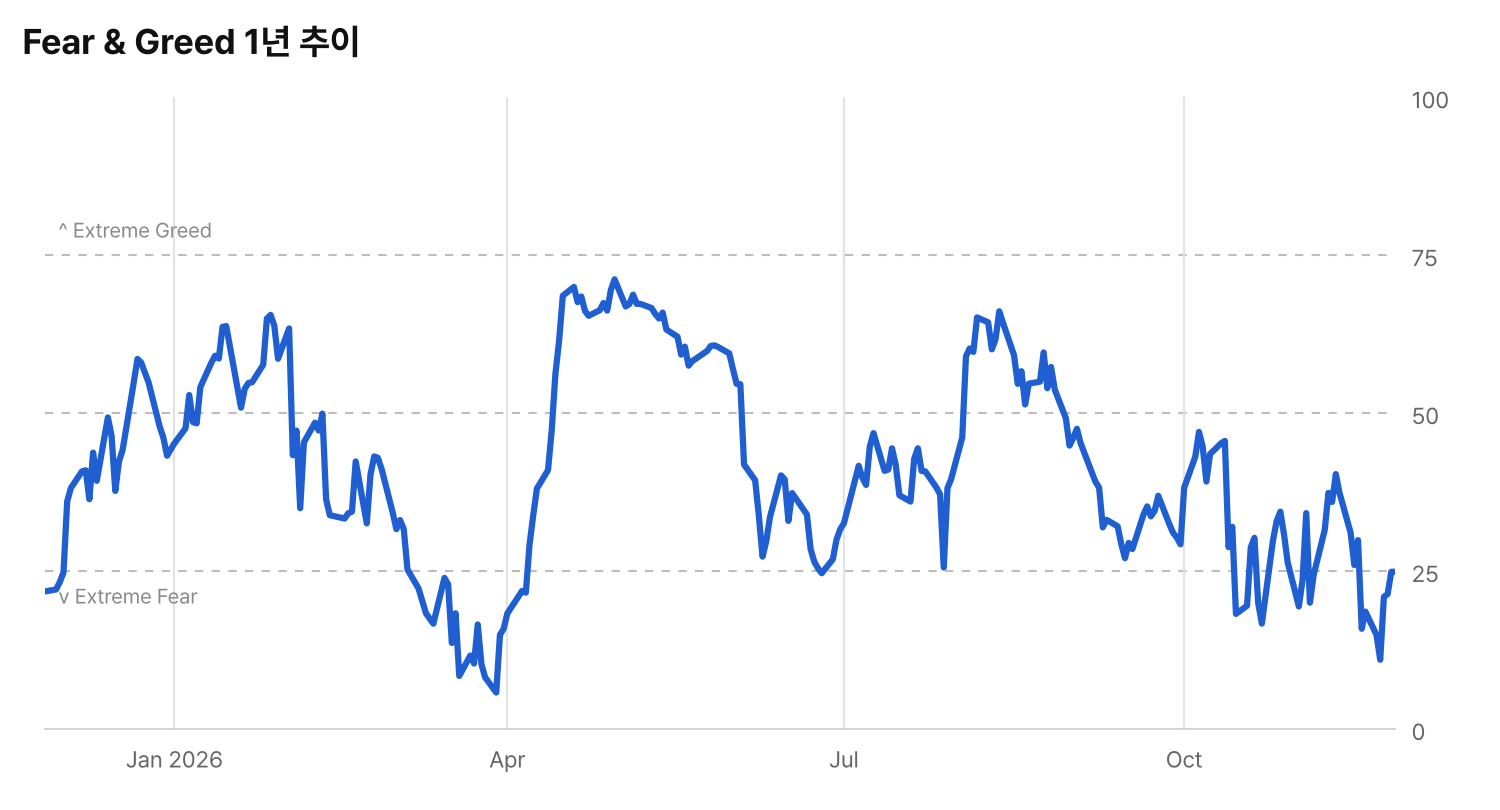 Fear & Greed 1년 추이
100
^ Extreme Greed
75
50
25
v Extreme Fear
0
Jan 2026
Apr
Jul
Oct